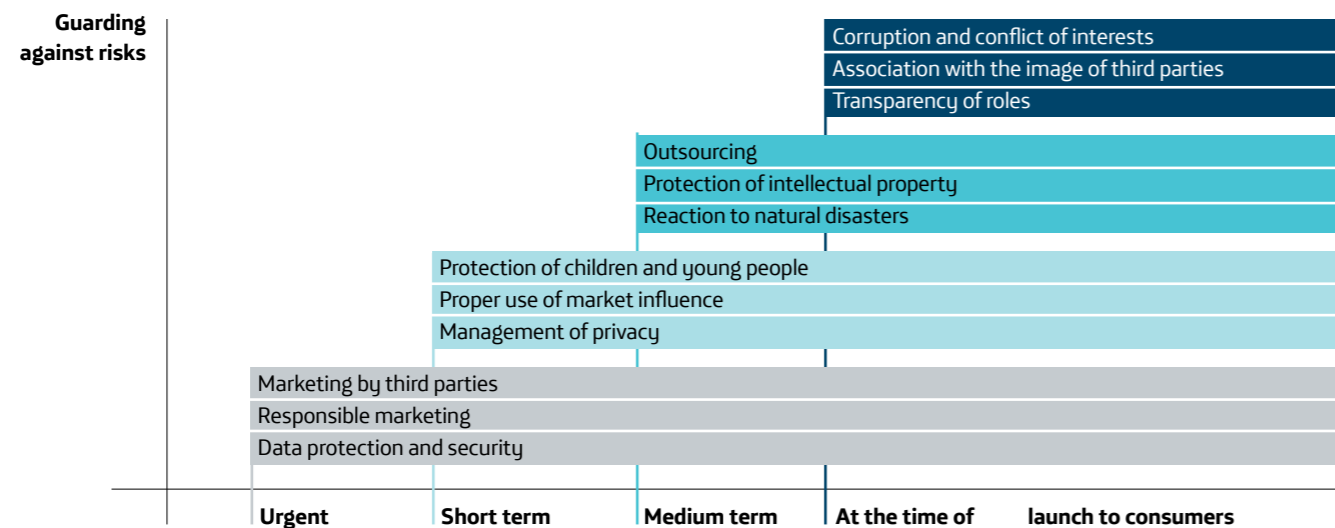 Guarding
against risks
Corruption and conflict of interests
Association with the image of third parties
Transparency of roles
Outsourcing
Protection of intellectual property
Reaction to natural disasters
Protection of children and young people
Proper use of market influence
Management of privacy
Marketing by third parties
Responsible marketing
Data protection and security
Urgent Short term Medium term At the time of launch to consumers